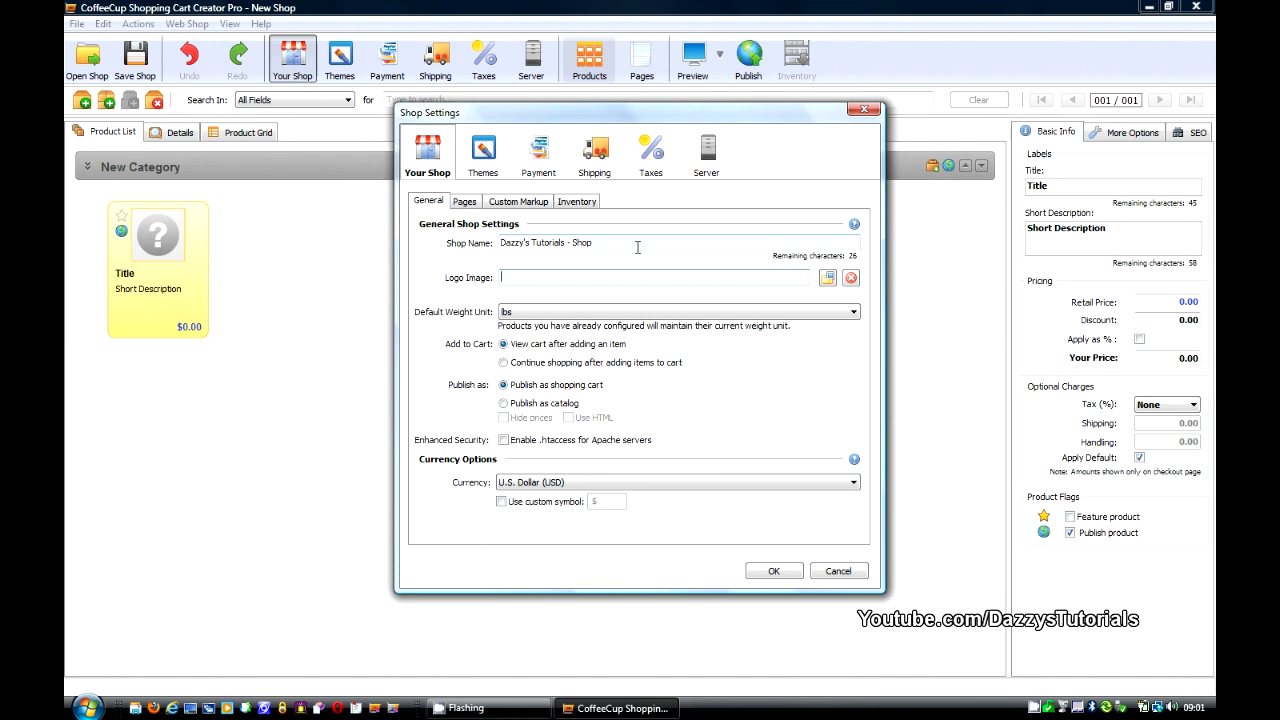 CoffeeCup Shopping Cart Creator Pro - New Shop
File Edit Actions Web Shop View Help
Open Shop Save Shop Undo Redo Your Shop Themes Payment Shipping Taxes Server Products Pages Preview Publish Inventory
Search In: All Fields for Type to search Clear 001 / 001
Product List Details Product Grid
New Category
?
Title
Short Description
$0.00
Shop Settings
Your Shop Themes Payment Shipping Taxes Server
General Pages Custom Markup Inventory
General Shop Settings
Shop Name: Dazzy's Tutorials - Shop
Remaining characters: 26
Logo Image:
Default Weight Unit: lbs
Products you have already configured will maintain their current weight unit.
Add to Cart: View cart after adding an item
Continue shopping after adding items to cart
Publish as: Publish as shopping cart
Publish as catalog
Hide prices Use HTML
Enhanced Security: Enable .htaccess for Apache servers
Currency Options
Currency: U.S. Dollar (USD)
Use custom symbol: $
OK Cancel
Basic Info More Options SEO
Labels
Title:
Title
Remaining characters: 45
Short Description:
Short Description
Remaining characters: 58
Pricing
Retail Price: 0.00
Discount: 0.00
Apply as % :
Your Price: 0.00
Optional Charges
Tax (%): None
Shipping: 0.00
Handling: 0.00
Apply Default:
Note: Amounts shown only on checkout page
Product Flags
Feature product
Publish product
Youtube.com/DazzysTutorials
Flashing CoffeeCup Shoppin... 09:01